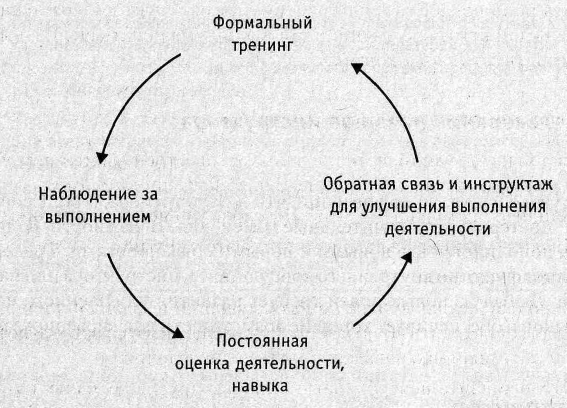 Формальный
тренинг
Наблюдение за
выполнением
Обратная связь и инструктаж
для улучшения выполнения
деятельности
Постоянная
оценка деятельности,
навыка